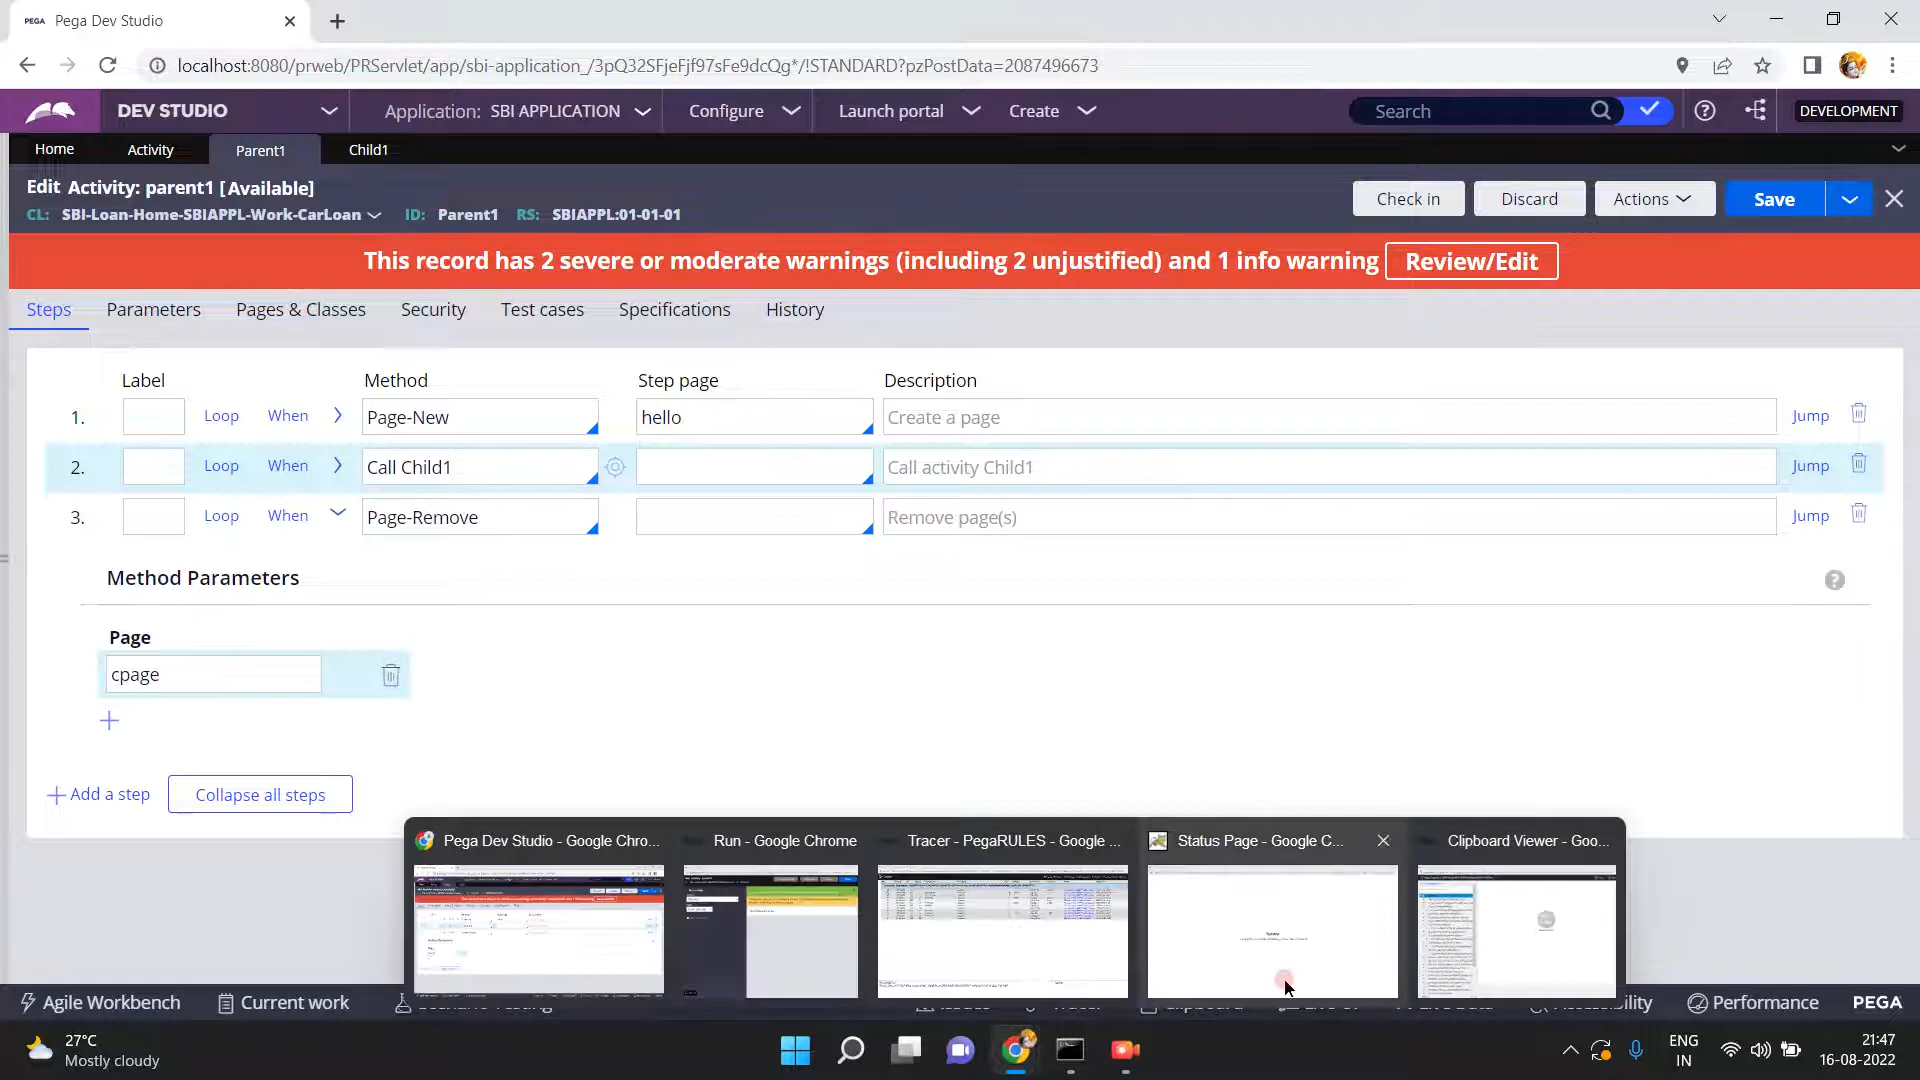 PEGA Pega Dev Studio
localhost:8080/prweb/PRServlet/app/sbi-application_/3pQ32SFjeFjf97sFe9dcQg*/!STANDARD?pzPostData=2087496673
DEV STUDIO Application: SBI APPLICATION Configure Launch portal Create Search DEVELOPMENT
Home Activity Parent1 Child1
Edit Activity: parent1 [Available]
CL: SBI-Loan-Home-SBIAPPL-Work-CarLoan ID: Parent1 RS: SBIAPPL:01-01-01
Check in Discard Actions Save
This record has 2 severe or moderate warnings (including 2 unjustified) and 1 info warning Review/Edit
Steps Parameters Pages & Classes Security Test cases Specifications History
Label Method Step page Description
1. Loop When Page-New hello Create a page Jump
2. Loop When Call Child1 Call activity Child1 Jump
3. Loop When Page-Remove Remove page(s) Jump
Method Parameters
Page
cpage
Add a step Collapse all steps
Pega Dev Studio - Google Chro... Run - Google Chrome Tracer - PegaRULES - Google ... Status Page - Google C... Clipboard Viewer - Goo...
Agile Workbench Current work Performance PEGA
27°C
Mostly cloudy
ENG
IN
21:47
16-08-2022